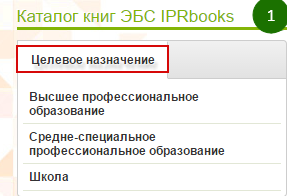 Каталог книг ЭБС IPRbooks
1
Целевое назначение
Высшее профессиональное
образование
Средне-специальное
профессиональное образование
Школа